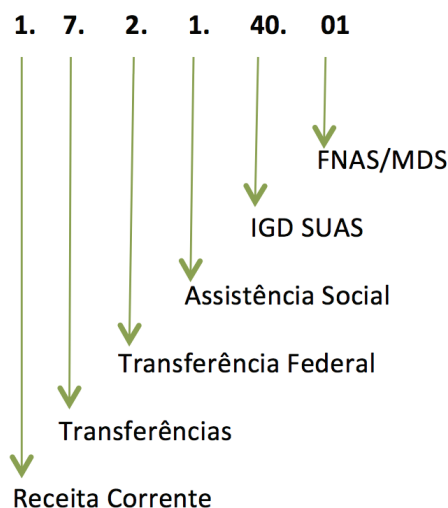 1. 7. 2. 1. 40. 01
FNAS/MDS
IGD SUAS
Assistência Social
Transferência Federal
Transferências
Receita Corrente